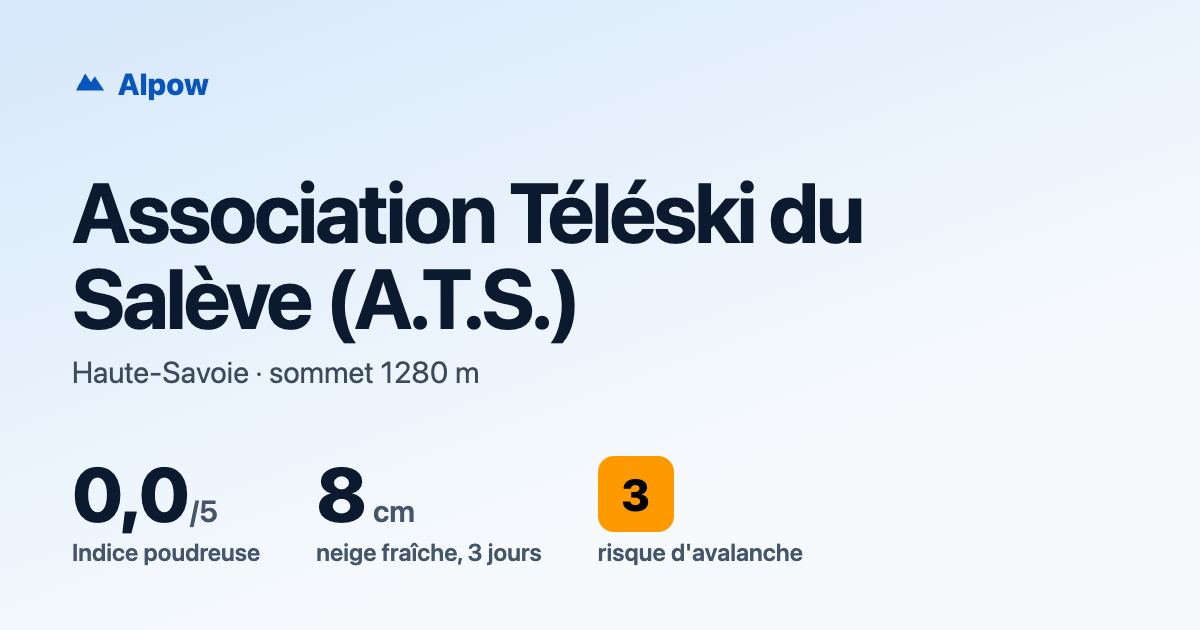 Alpow
Association Téléski du
Salève (A.T.S.)
Haute-Savoie · sommet 1280 m
0,0/5
8 cm
3
Indice poudreuse
neige fraîche, 3 jours
risque d'avalanche